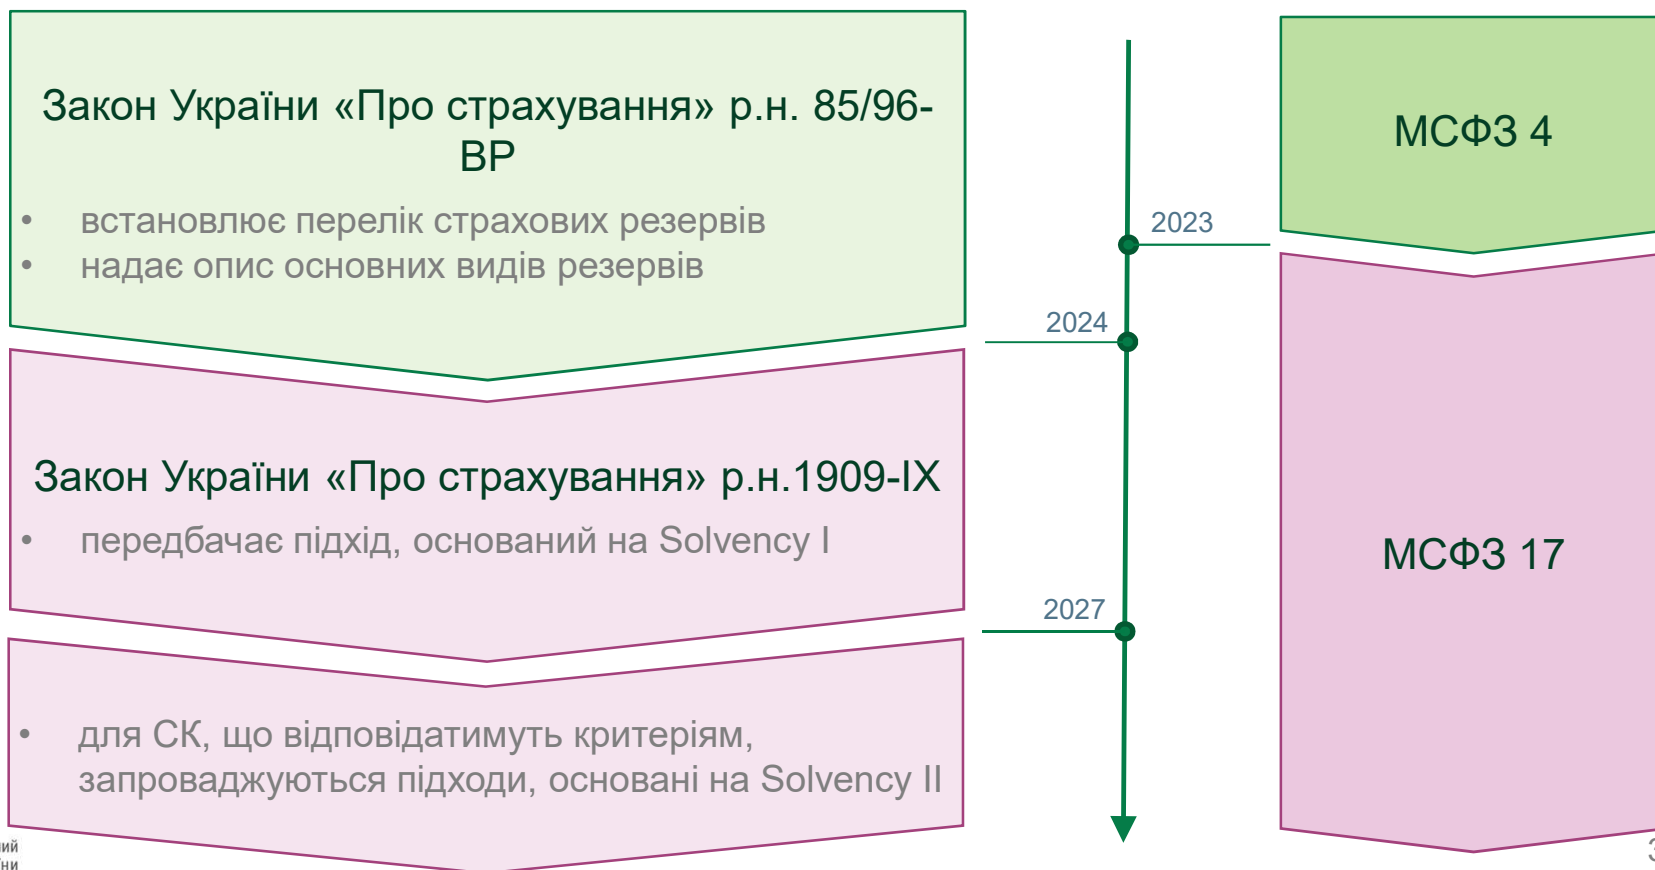 Закон України «Про страхування» р.н. 85/96-
ВР
• встановлює перелік страхових резервів
• надає опис основних видів резервів
МСФЗ 4
2023
2024
Закон України «Про страхування» р.н.1909-IX
• передбачає підхід, оснований на Solvency I
МСФЗ 17
2027
• для СК, що відповідатимуть критеріям,
запроваджуються підходи, основані на Solvency II